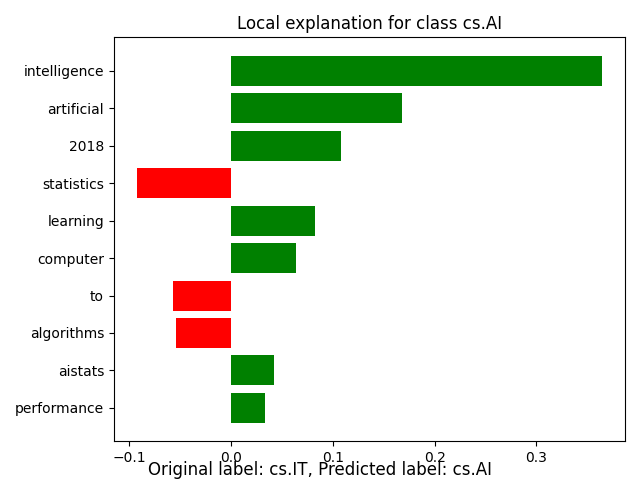 Local explanation for class cs.AI
intelligence
artificial
2018
statistics
learning
computer
to
algorithms
aistats
performance
−0.1 0.0 0.1 0.2 0.3
Original label: cs.IT, Predicted label: cs.AI